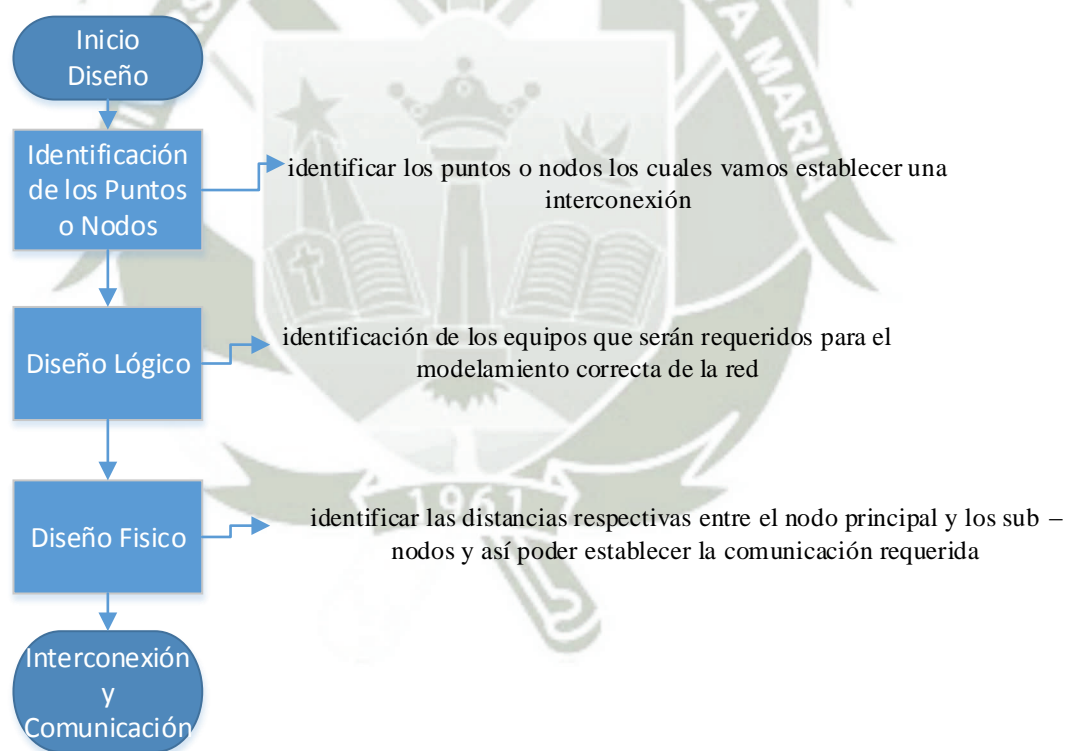 Inicio
Diseño
Identificación
de los Puntos
o Nodos
identificar los puntos o nodos los cuales vamos establecer una
interconexión
Diseño Lógico
identificación de los equipos que serán requeridos para el
modelamiento correcta de la red
Diseño Fisico
identificar las distancias respectivas entre el nodo principal y los sub –
nodos y así poder establecer la comunicación requerida
Interconexión
y
Comunicación
MARIA
1961